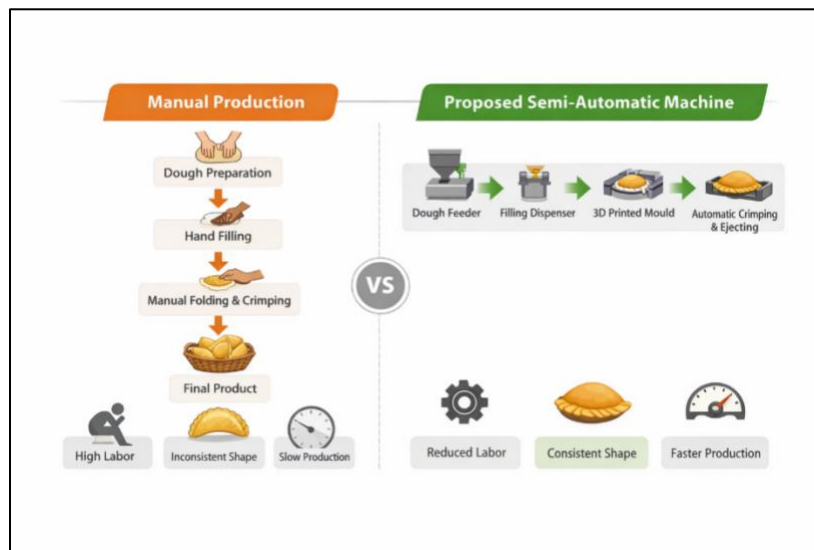 Manual Production
Dough Preparation
Hand Filling
Manual Folding & Crimping
Final Product
High Labor
Inconsistent Shape
Slow Production
VS
Proposed Semi-Automatic Machine
Dough Feeder
Filling Dispenser
3D Printed Mould
Automatic Crimping
& Ejecting
Reduced Labor
Consistent Shape
Faster Production